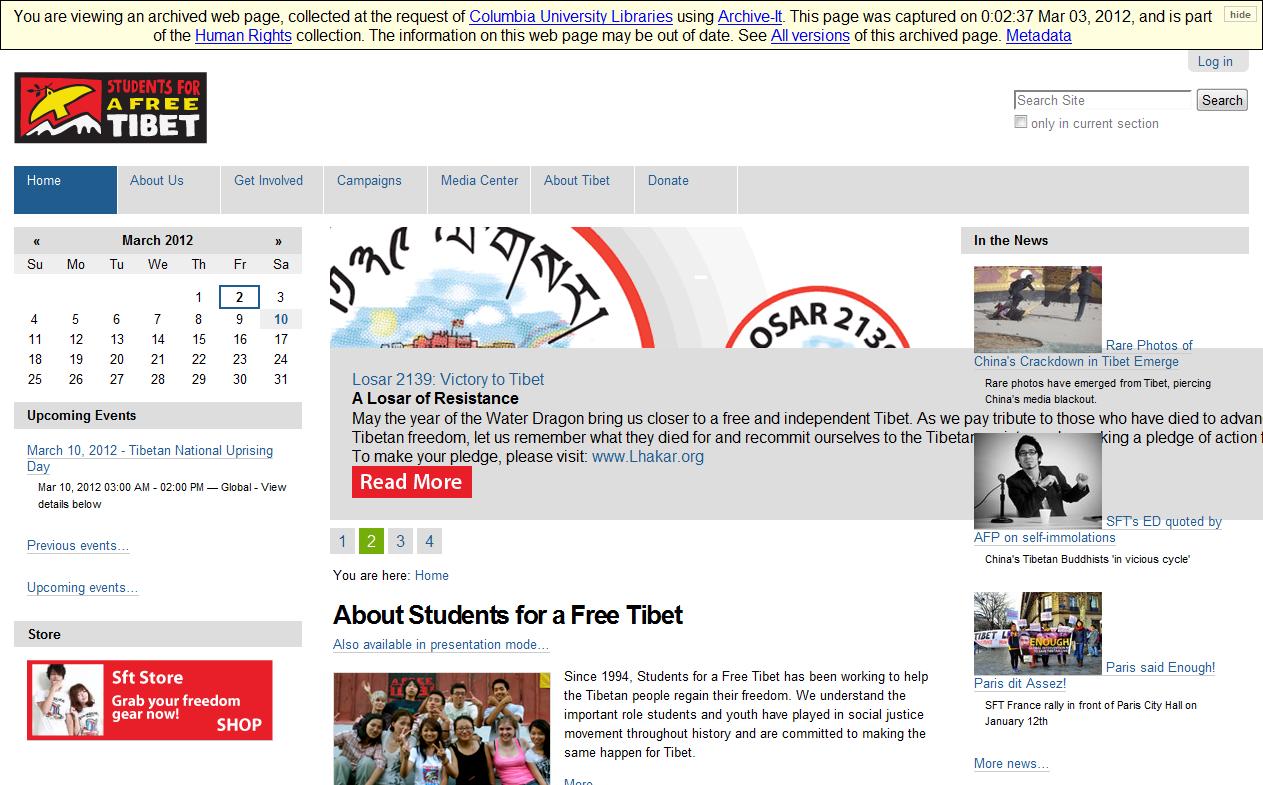 You are viewing an archived web page, collected at the request of Columbia University Libraries using Archive-It. This page was captured on 0:02:37 Mar 03, 2012, and is part
of the Human Rights collection. The information on this web page may be out of date. See All versions of this archived page. Metadata
hide
Log in
STUDENTS FOR
A FREE
TIBET
Search Site
Search
only in current section
Home
About Us
Get Involved
Campaigns
Media Center
About Tibet
Donate
« March 2012 »
Su Mo Tu We Th Fr Sa
1 2 3
4 5 6 7 8 9 10
11 12 13 14 15 16 17
18 19 20 21 22 23 24
25 26 27 28 29 30 31
Upcoming Events
March 10, 2012 - Tibetan National Uprising
Day
Mar 10, 2012 03:00 AM - 02:00 PM — Global - View
details below
Previous events…
Upcoming events…
Store
Sft Store
Grab your freedom
gear now!
SHOP
LOSAR 2139
Losar 2139: Victory to Tibet
A Losar of Resistance
May the year of the Water Dragon bring us closer to a free and independent Tibet. As we pay tribute to those who have died to advan
Tibetan freedom, let us remember what they died for and recommit ourselves to the Tibetan king a pledge of action f
To make your pledge, please visit: www.Lhakar.org
Read More
1 2 3 4
You are here: Home
About Students for a Free Tibet
Also available in presentation mode…
Since 1994, Students for a Free Tibet has been working to help
the Tibetan people regain their freedom. We understand the
important role students and youth have played in social justice
movement throughout history and are committed to making the
same happen for Tibet.
More
In the News
Rare Photos of
China's Crackdown in Tibet Emerge
Rare photos have emerged from Tibet, piercing
China's media blackout.
SFT's ED quoted by
AFP on self-immolations
China's Tibetan Buddhists 'in vicious cycle'
ENOUGH
Paris said Enough!
Paris dit Assez!
SFT France rally in front of Paris City Hall on
January 12th
More news…